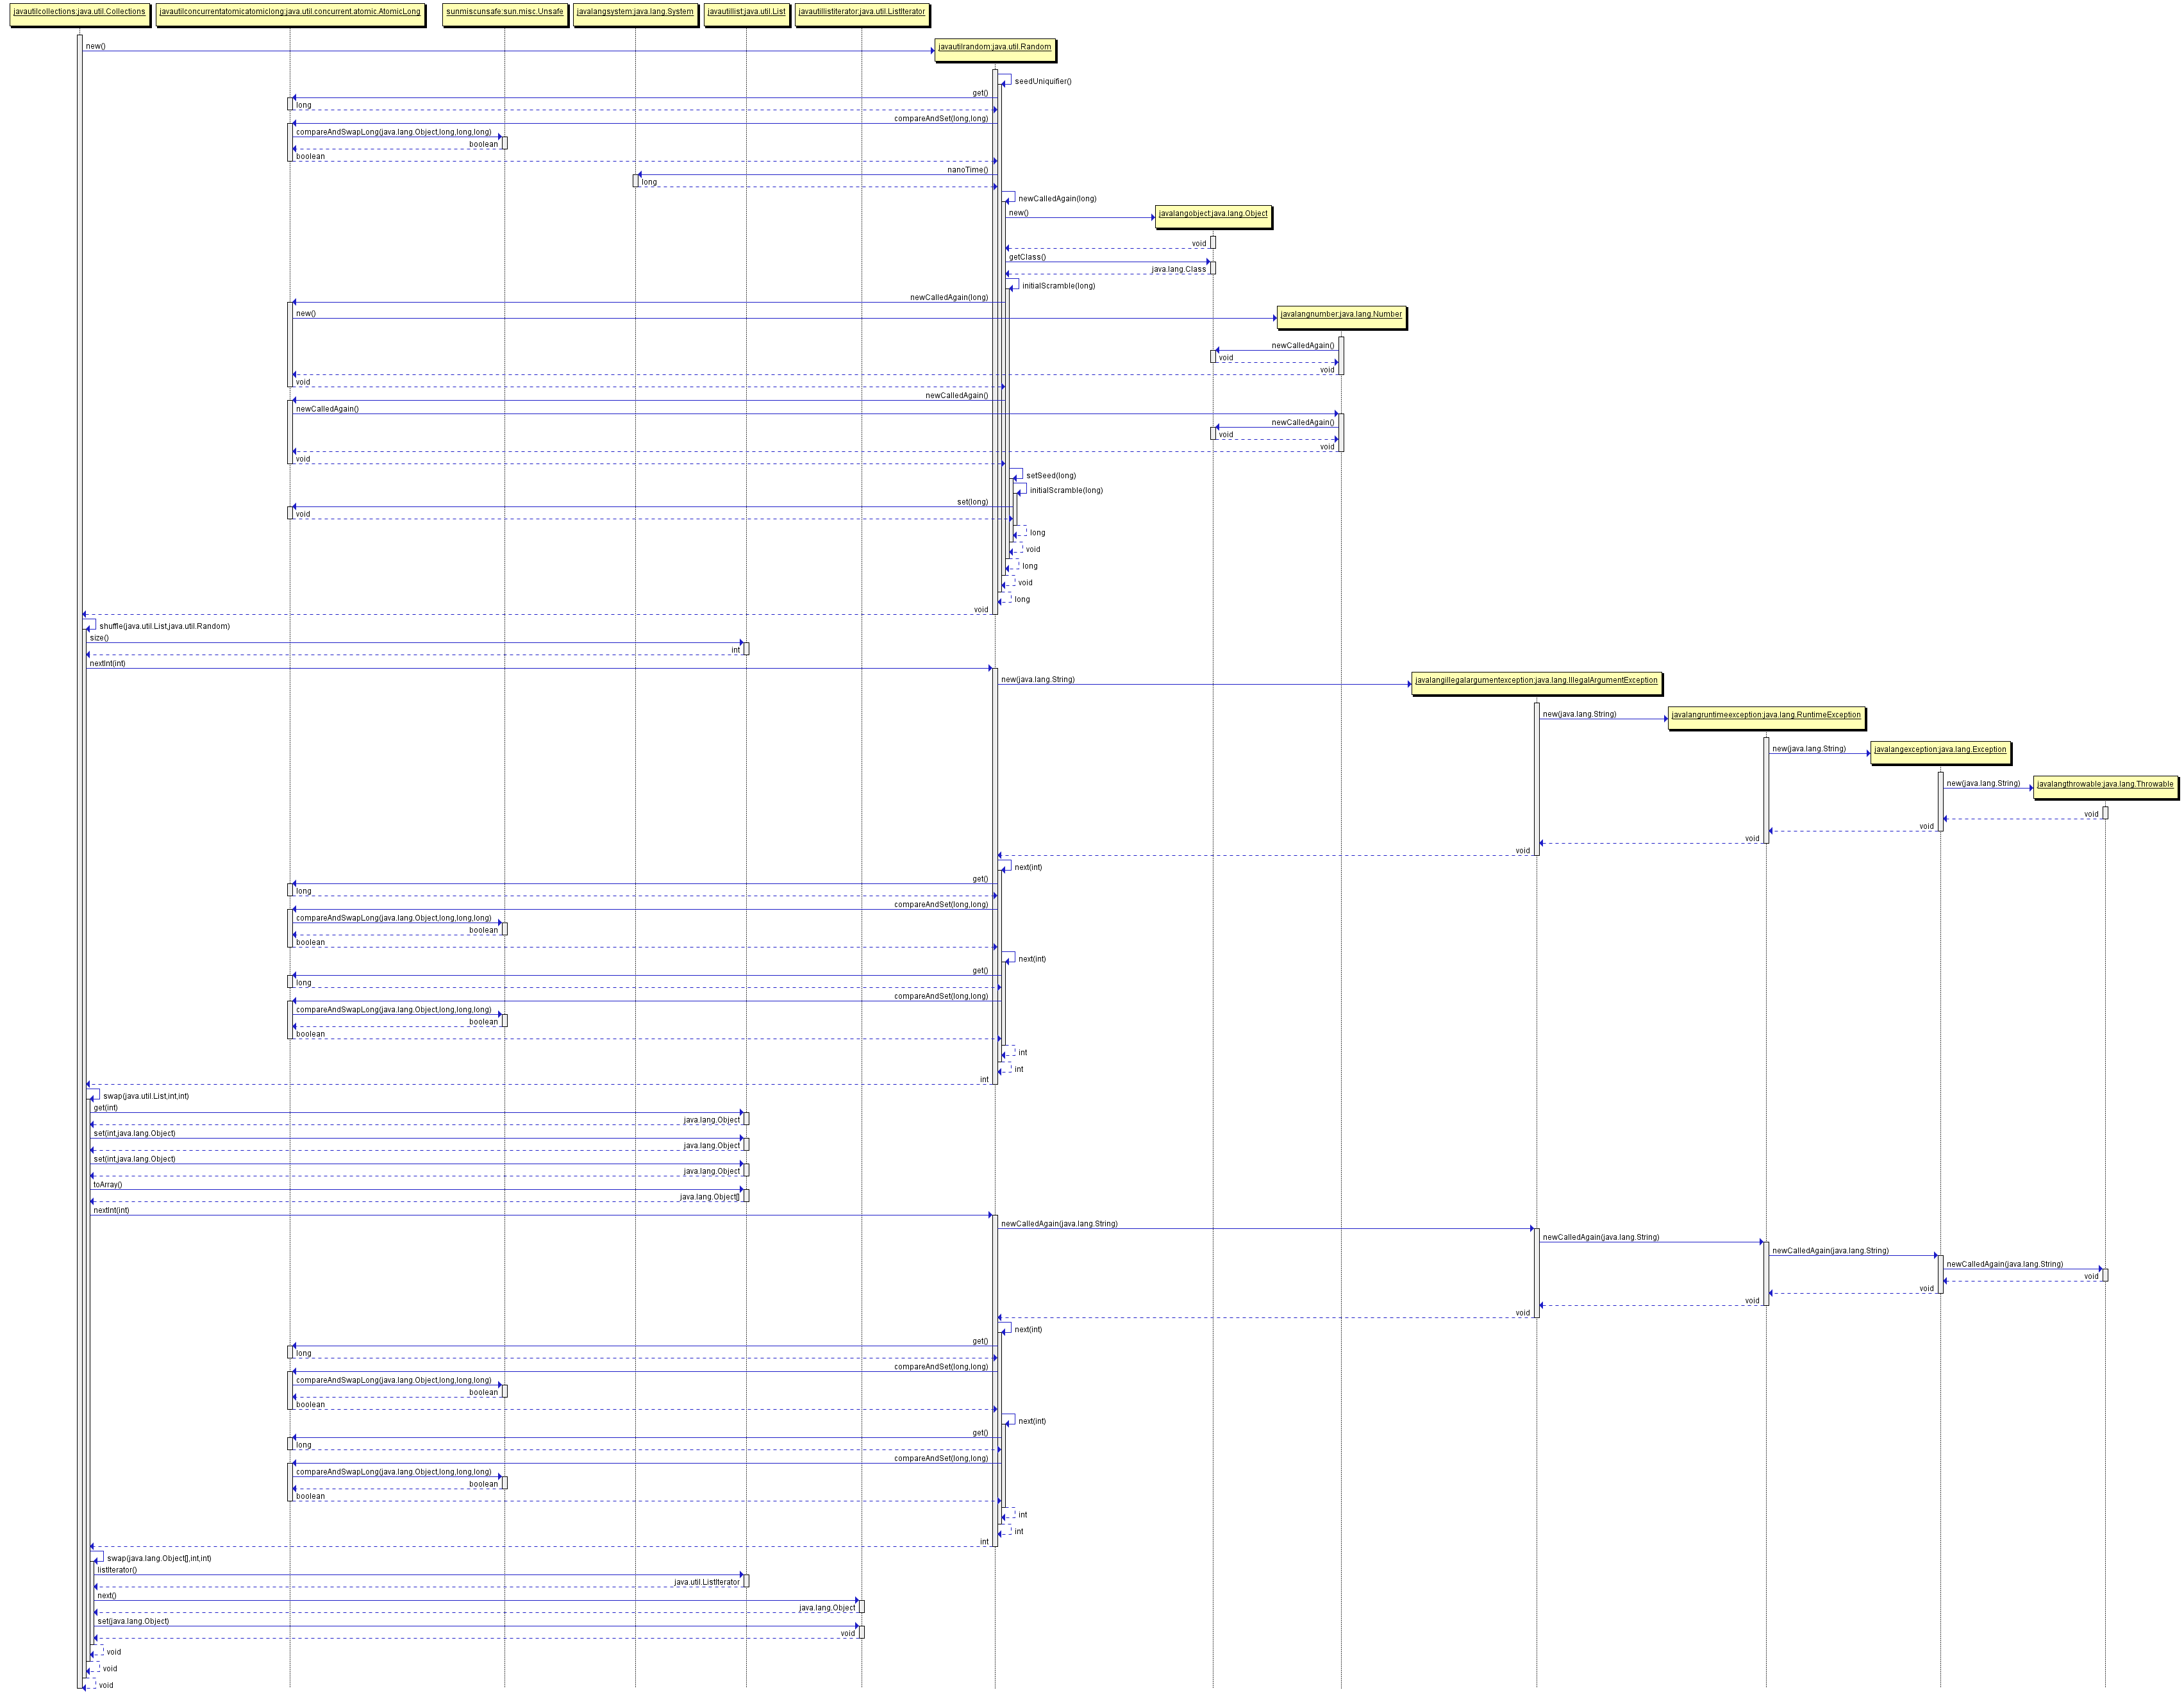 javautilcollections:java.util.Collections
javautilconcurrentatomicatomiclong:java.util.concurrent.atomic.AtomicLong
sunmiscunsafe:sun.misc.Unsafe
javalangsystem:java.lang.System
javautillist:java.util.List
javautillistiterator:java.util.ListIterator
new()
javautilrandom:java.util.Random
seedUniquifier()
get()
long
compareAndSet(long,long)
compareAndSwapLong(java.lang.Object,long,long,long)
boolean
boolean
nanoTime()
long
newCalledAgain(long)
new()
javalangobject:java.lang.Object
void
getClass()
java.lang.Class
initialScramble(long)
newCalledAgain(long)
new()
javalangnumber:java.lang.Number
newCalledAgain()
void
void
void
newCalledAgain()
newCalledAgain()
newCalledAgain()
void
void
void
setSeed(long)
initialScramble(long)
set(long)
void
long
void
long
void
long
void
shuffle(java.util.List,java.util.Random)
size()
int
nextInt(int)
new(java.lang.String)
javalangillegalargumentexception:java.lang.IllegalArgumentException
new(java.lang.String)
javalangruntimeexception:java.lang.RuntimeException
new(java.lang.String)
javalangexception:java.lang.Exception
new(java.lang.String)
javalangthrowable:java.lang.Throwable
void
void
void
void
next(int)
get()
long
compareAndSet(long,long)
compareAndSwapLong(java.lang.Object,long,long,long)
boolean
boolean
next(int)
get()
long
compareAndSet(long,long)
compareAndSwapLong(java.lang.Object,long,long,long)
boolean
boolean
int
int
int
swap(java.util.List,int,int)
get(int)
java.lang.Object
set(int,java.lang.Object)
java.lang.Object
set(int,java.lang.Object)
java.lang.Object
toArray()
java.lang.Object[]
nextInt(int)
newCalledAgain(java.lang.String)
newCalledAgain(java.lang.String)
newCalledAgain(java.lang.String)
newCalledAgain(java.lang.String)
void
void
void
void
next(int)
get()
long
compareAndSet(long,long)
compareAndSwapLong(java.lang.Object,long,long,long)
boolean
boolean
next(int)
get()
long
compareAndSet(long,long)
compareAndSwapLong(java.lang.Object,long,long,long)
boolean
boolean
int
int
int
swap(java.lang.Object[],int,int)
listIterator()
java.util.ListIterator
next()
java.lang.Object
set(java.lang.Object)
void
void
void
void